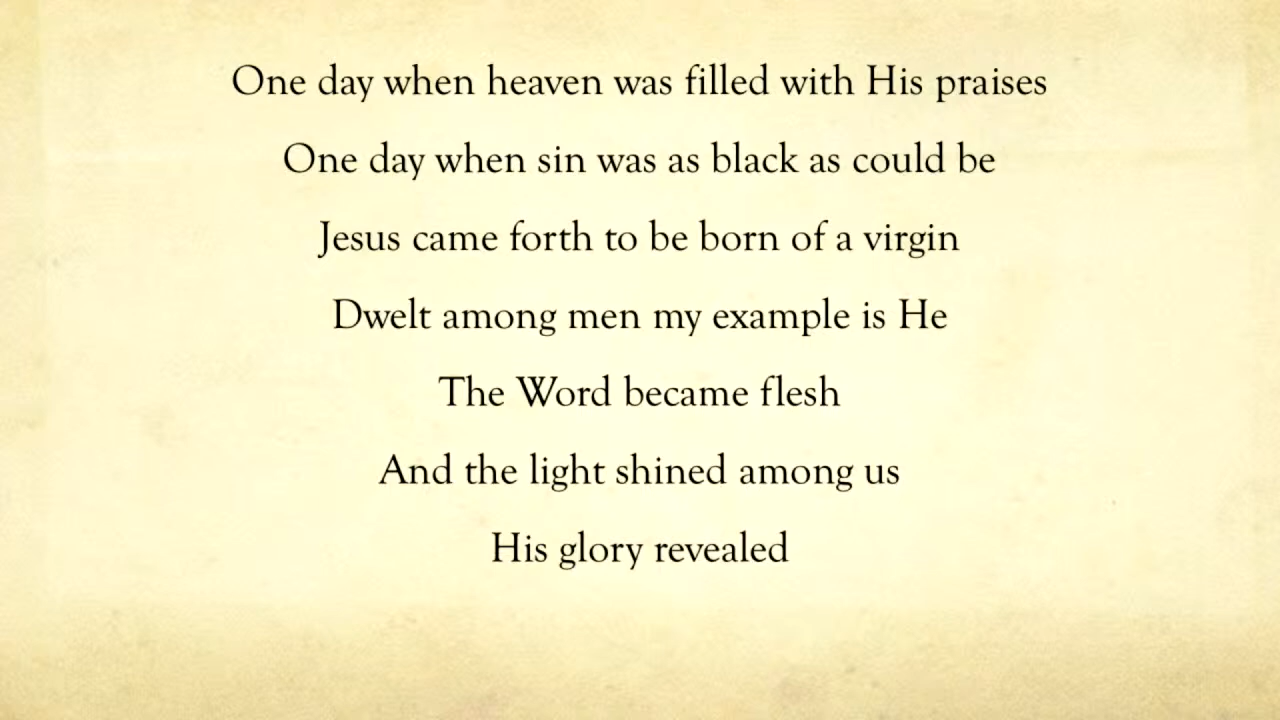 One day when heaven was filled with His praises
One day when sin was as black as could be
Jesus came forth to be born of a virgin
Dwelt among men my example is He
The Word became flesh
And the light shined among us
His glory revealed